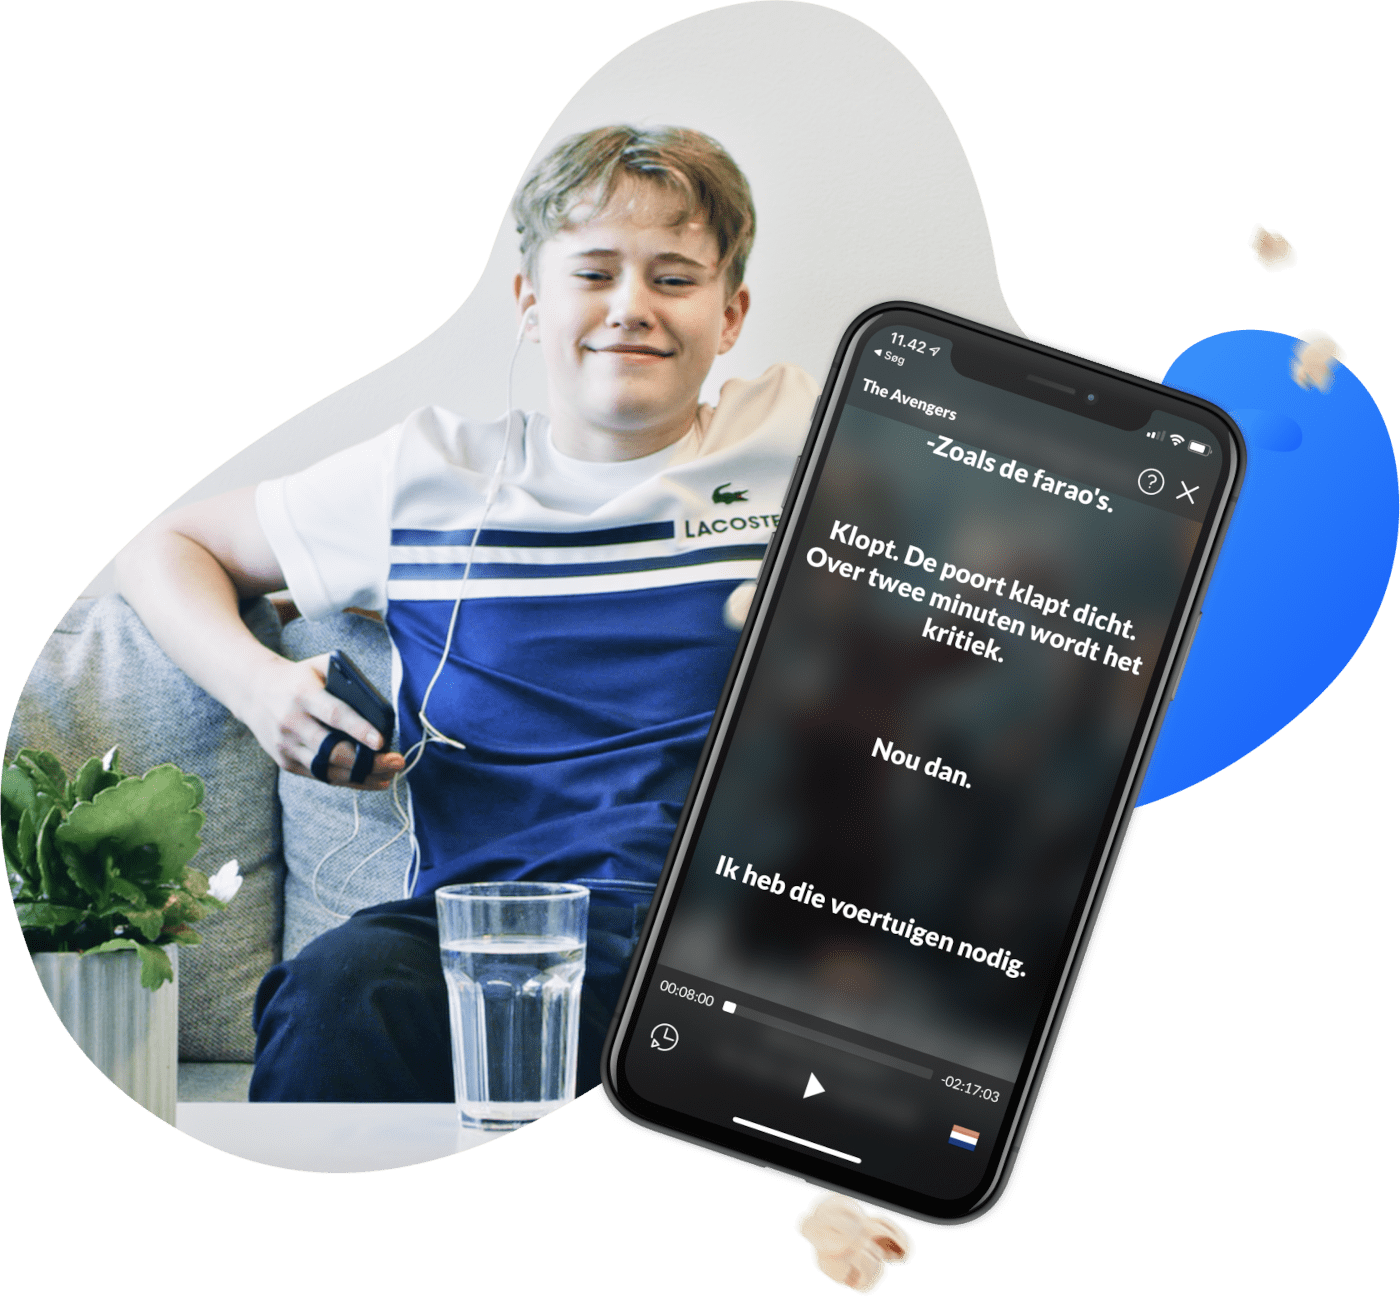 LACOSTE
11.42
Søg
The Avengers
?
-Zoals de farao's.
Klopt. De poort klapt dicht.
Over twee minuten wordt het
kritiek.
Nou dan.
Ik heb die voertuigen nodig.
00:08:00
-02:17:03